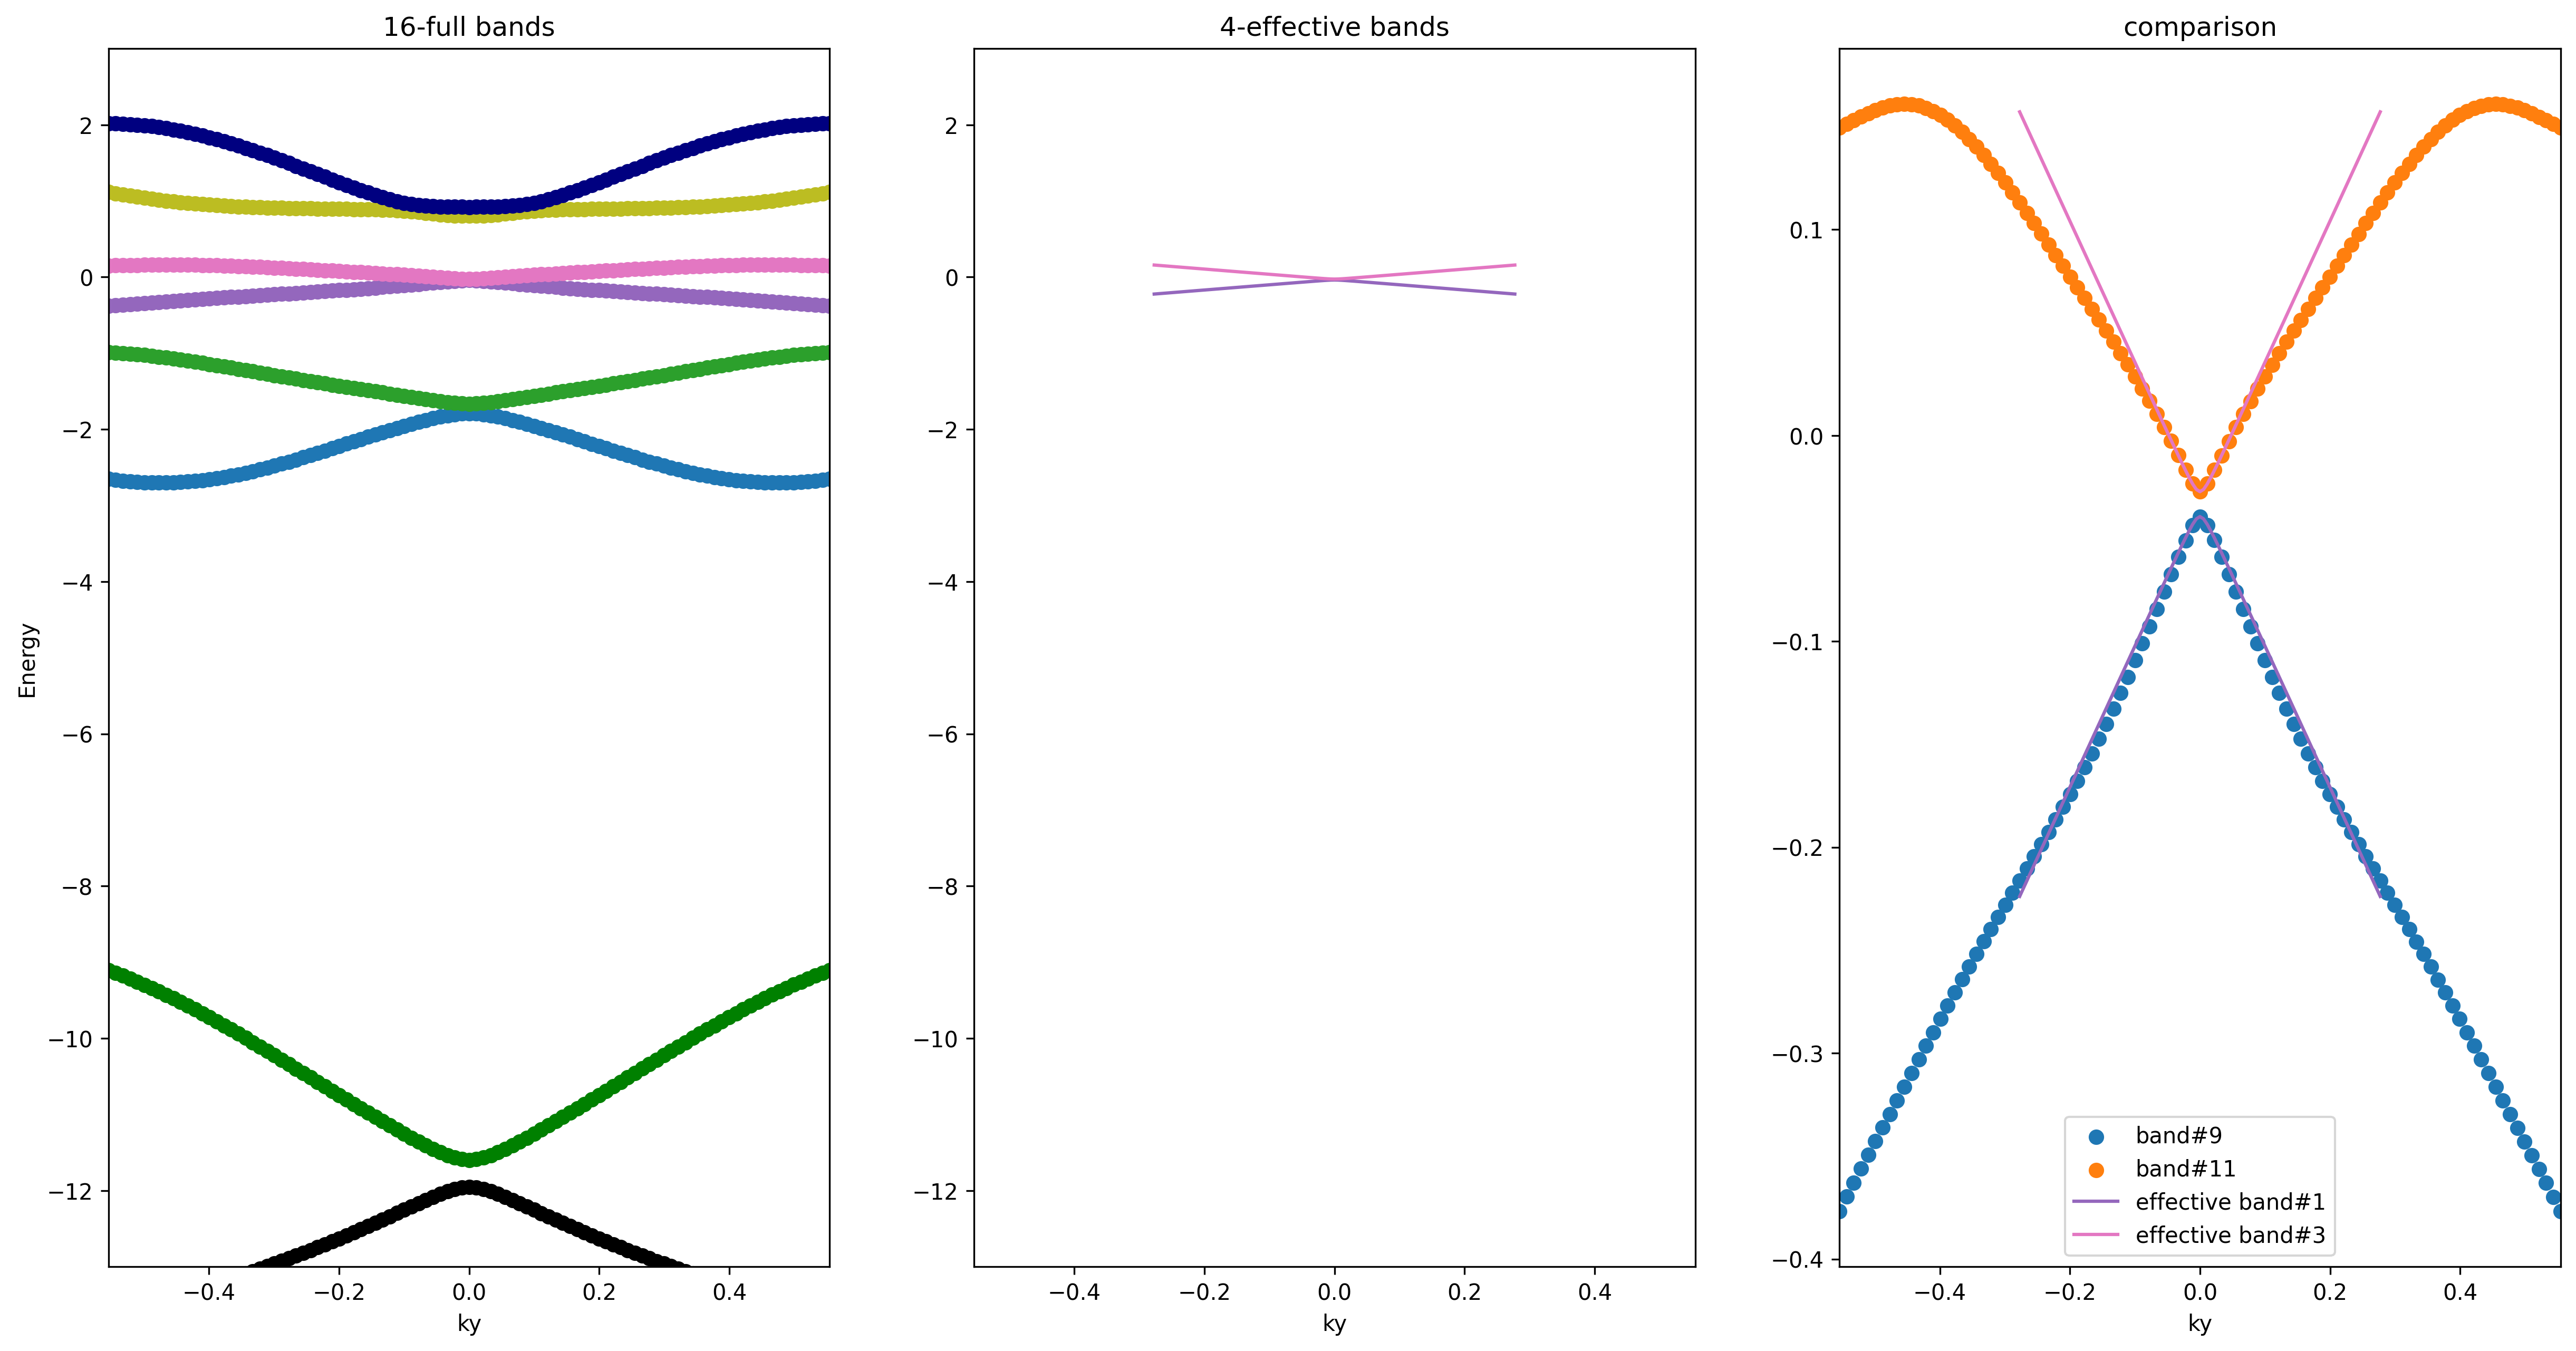 16-full bands
4-effective bands
comparison
Energy
2
0
−2
−4
−6
−8
−10
−12
−0.4 −0.2 0.0 0.2 0.4
ky
2
0
−2
−4
−6
−8
−10
−12
−0.4 −0.2 0.0 0.2 0.4
ky
0.1
0.0
−0.1
−0.2
−0.3
−0.4
−0.4 −0.2 0.0 0.2 0.4
ky
band#9
band#11
effective band#1
effective band#3